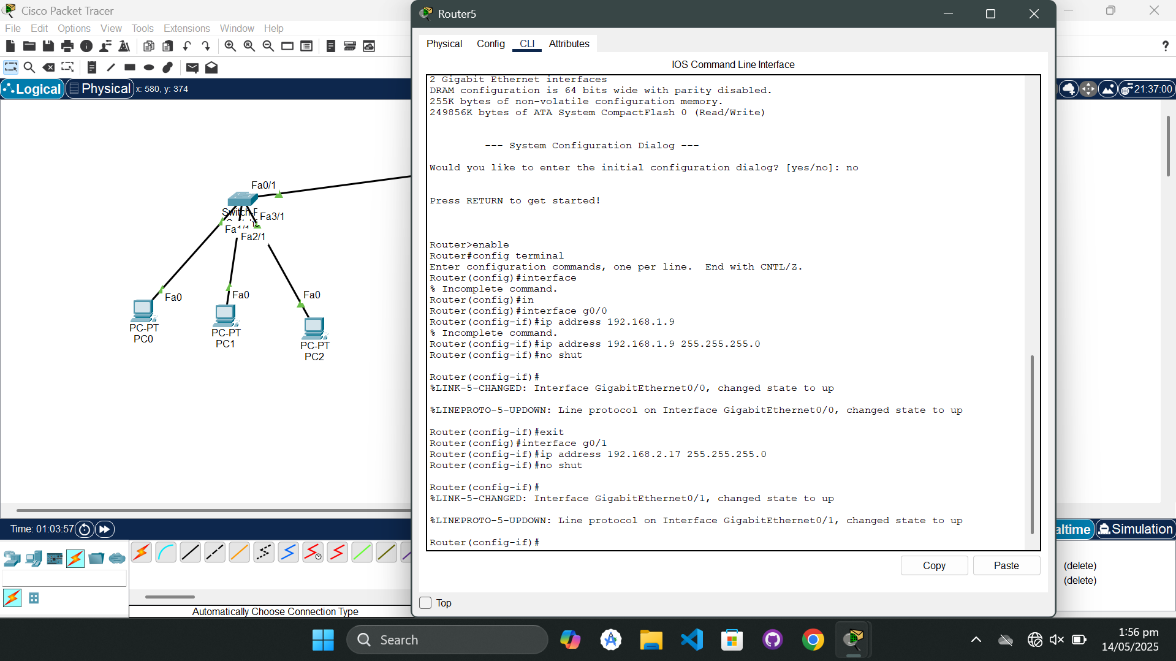 Cisco Packet Tracer
File Edit Options View Tools Extensions Window Help
?
Logical Physical x: 580, y: 374
21:37:00
Fa0/1
Fa3/1
Fa2/1
Fa0
Fa0
Fa0
PC-PT
PC0
PC-PT
PC1
PC-PT
PC2
Time: 01:03:57
altime Simulation
(delete)
(delete)
Automatically Choose Connection Type
Router5
Physical Config CLI Attributes
IOS Command Line Interface
2 Gigabit Ethernet interfaces
DRAM configuration is 64 bits wide with parity disabled.
255K bytes of non-volatile configuration memory.
249856K bytes of ATA System CompactFlash 0 (Read/Write)
--- System Configuration Dialog ---
Would you like to enter the initial configuration dialog? [yes/no]: no
Press RETURN to get started!
Router>enable
Router#config terminal
Enter configuration commands, one per line. End with CNTL/Z.
Router(config)#interface
% Incomplete command.
Router(config)#in
Router(config)#interface g0/0
Router(config-if)#ip address 192.168.1.9
% Incomplete command.
Router(config-if)#ip address 192.168.1.9 255.255.255.0
Router(config-if)#no shut
Router(config-if)#
%LINK-5-CHANGED: Interface GigabitEthernet0/0, changed state to up
%LINEPROTO-5-UPDOWN: Line protocol on Interface GigabitEthernet0/0, changed state to up
Router(config-if)#exit
Router(config)#interface g0/1
Router(config-if)#ip address 192.168.2.17 255.255.255.0
Router(config-if)#no shut
Router(config-if)#
%LINK-5-CHANGED: Interface GigabitEthernet0/1, changed state to up
%LINEPROTO-5-UPDOWN: Line protocol on Interface GigabitEthernet0/1, changed state to up
Router(config-if)#
Copy Paste
Top
Search
1:56 pm
14/05/2025